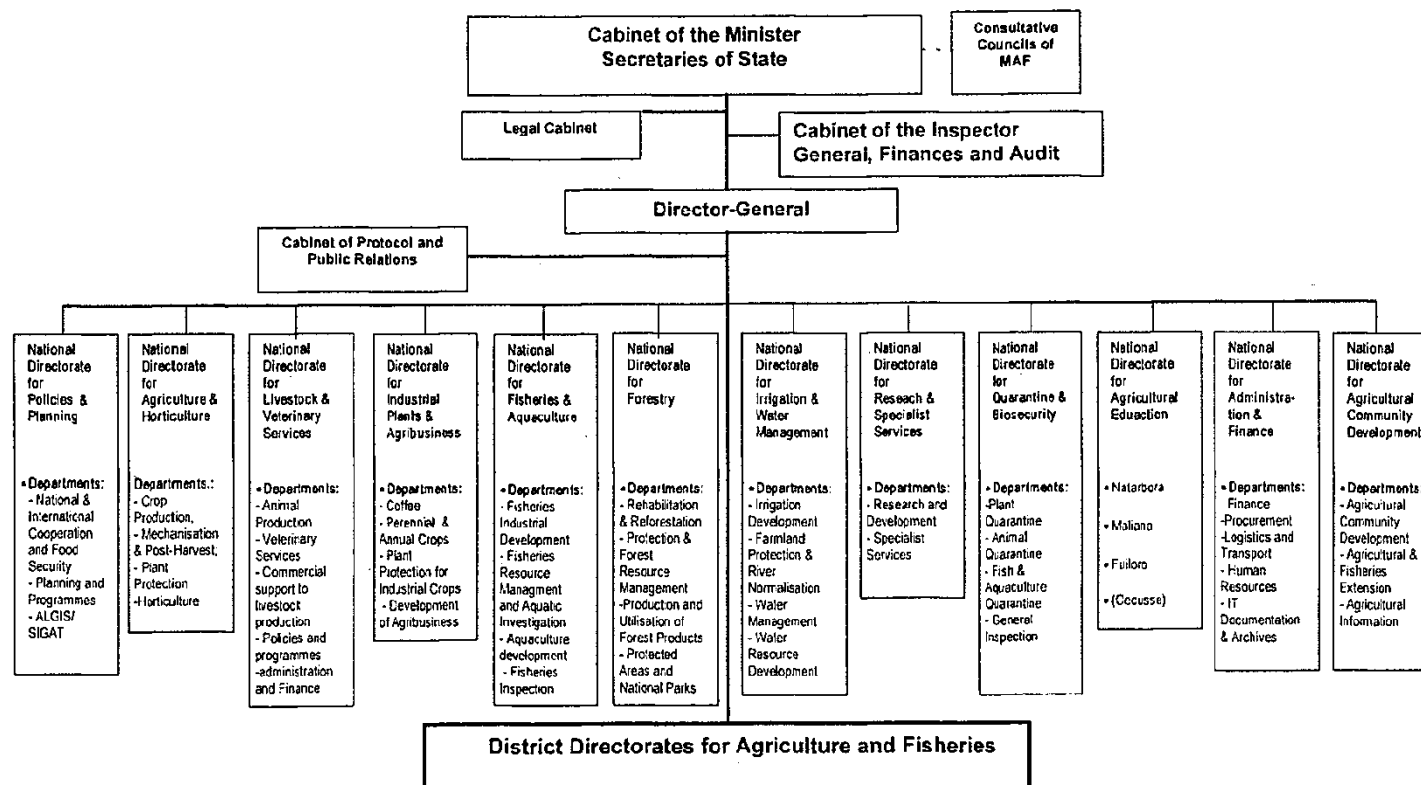 Cabinet of the Minister
Secretaries of State
Consultative
Councils of
MAF
Legal Cabinet
Cabinet of the Inspector
General, Finances and Audit
Director-General
Cabinet of Protocol and
Public Relations
National
Directorate
for
Policies &
Planning
• Departments:
- National &
International
Cooperation
and Food
Security
- Planning and
Programmes
- ALGIS/
SIGAT
National
Directorate
for
Agriculture &
Horticulture
Departments.:
- Crop
Production,
- Mechanisation
& Post-Harvest;
- Plant
Protection
-Horticulture
National
Directorate
for
Livestock &
Veterinary
Services
• Departments:
- Animal
Production
- Veterinary
Services
- Commercial
support to
livestock
production
- Policies and
programmes
-administration
and Finance
National
Directorate
for
Industrial
Plants &
Agribusiness
• Departments:
- Coffee
- Perennial &
Annual Crops
- Plant
Protection for
Industrial Crops
- Development
of Agribusiness
National
Directorate
for
Fisheries &
Aquaculture
• Departments:
- Fisheries
Industrial
Development
- Fisheries
Resource
Managment
and Aquatic
Investigation
- Aquaculture
development
- Fisheries
Inspection
National
Directorate
for
Forestry
• Departments:
- Rehabilitation
& Reforestation
- Protection &
Forest
Resource
Management
-Production and
Utilisation of
Forest Products
- Protected
Areas and
National Parks
National
Directorate
for
Irrigation &
Water
Management
• Departments:
- Irrigation
Development
- Farmland
Protection &
River
Normalisation
- Water
Management
- Water
Resource
Development
National
Directorate
for
Reseach &
Specialist
Services
• Departments:
- Research and
Development
- Specialist
Services
National
Directorate
for
Quarantine &
Biosecurity
• Departments:
-Plant
Quarantine
- Animal
Quarantine
- Fish &
Aquaculture
Quarantine
- General
Inspection
National
Directorate
for
Agricultural
Eduaction
• Natarbora
• Maliana
• Fuiloro
• (Oecusse)
National
Directorate
for
Administra-
tion &
Finance
• Departments:
Finance
-Procurement
-Logistics and
Transport
- Human
Resources
- IT
Documentation
& Archives
National
Directorate
for
Agricultural
Community
Development
• Departments:
- Agricultural
Community
Development
- Agricultural &
Fisheries
Extension
- Agricultural
Information
District Directorates for Agriculture and Fisheries